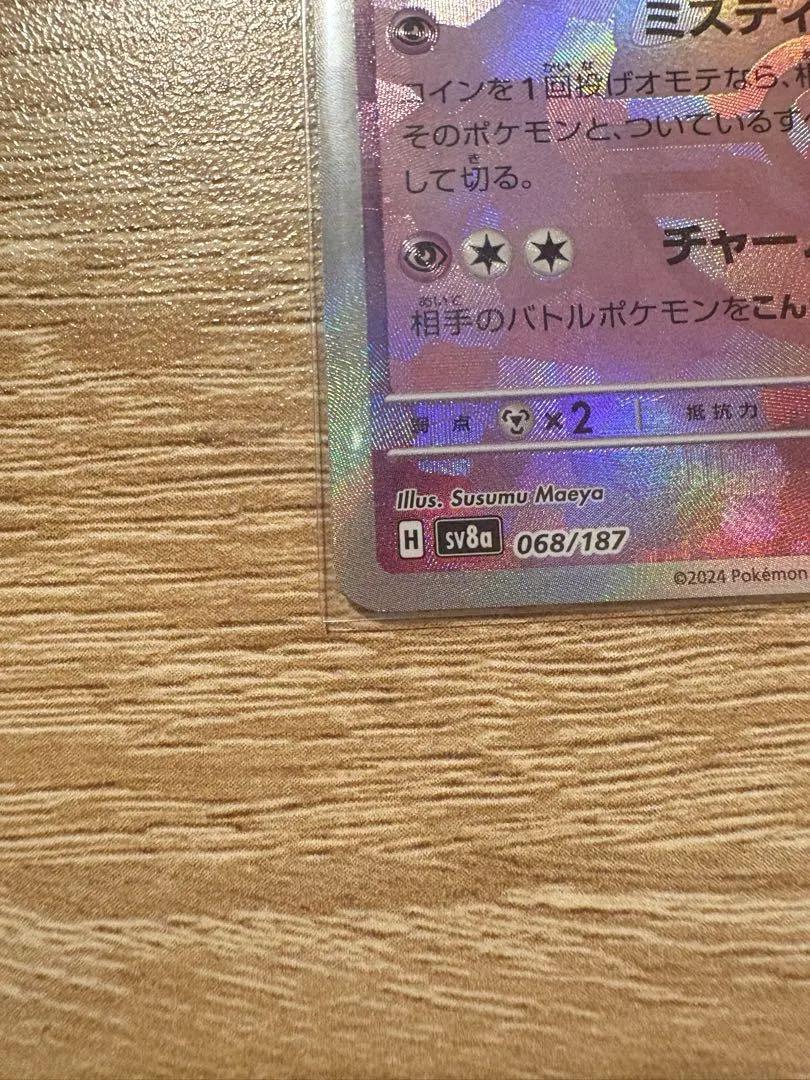 ミスティ
コインを1回投げオモテなら、相
そのポケモンと、ついているす
して切る。
チャー
相手のバトルポケモンをこん
弱点 ×2 抵抗力
Illus. Susumu Maeya
H sv8a 068/187
©2024 Pokémon